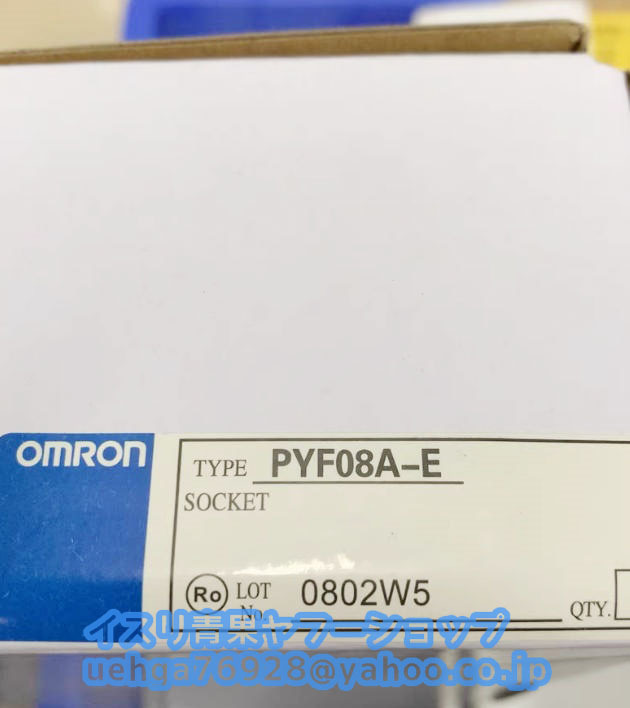 OMRON
TYPE PYF08A-E
SOCKET
Ro LOT No. 0802W5
QTY.
イスリ青果ヤフーショップ
uehga76928@yahoo.co.jp